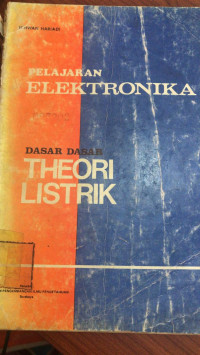 PELAJARAN
ELEKTRONIKA
DASAR DASAR
THEORI
LISTRIK